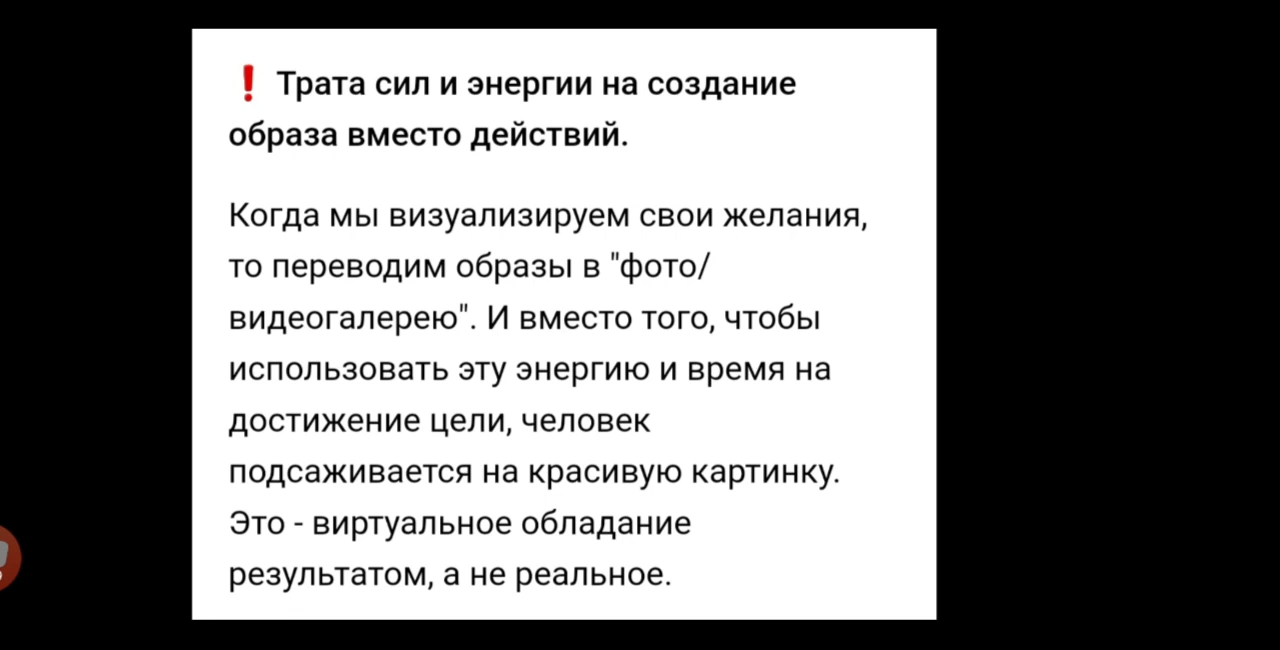 ❗ Трата сил и энергии на создание
образа вместо действий.
Когда мы визуализируем свои желания,
то переводим образы в "фото/
видеогалерею". И вместо того, чтобы
использовать эту энергию и время на
достижение цели, человек
подсаживается на красивую картинку.
Это - виртуальное обладание
результатом, а не реальное.